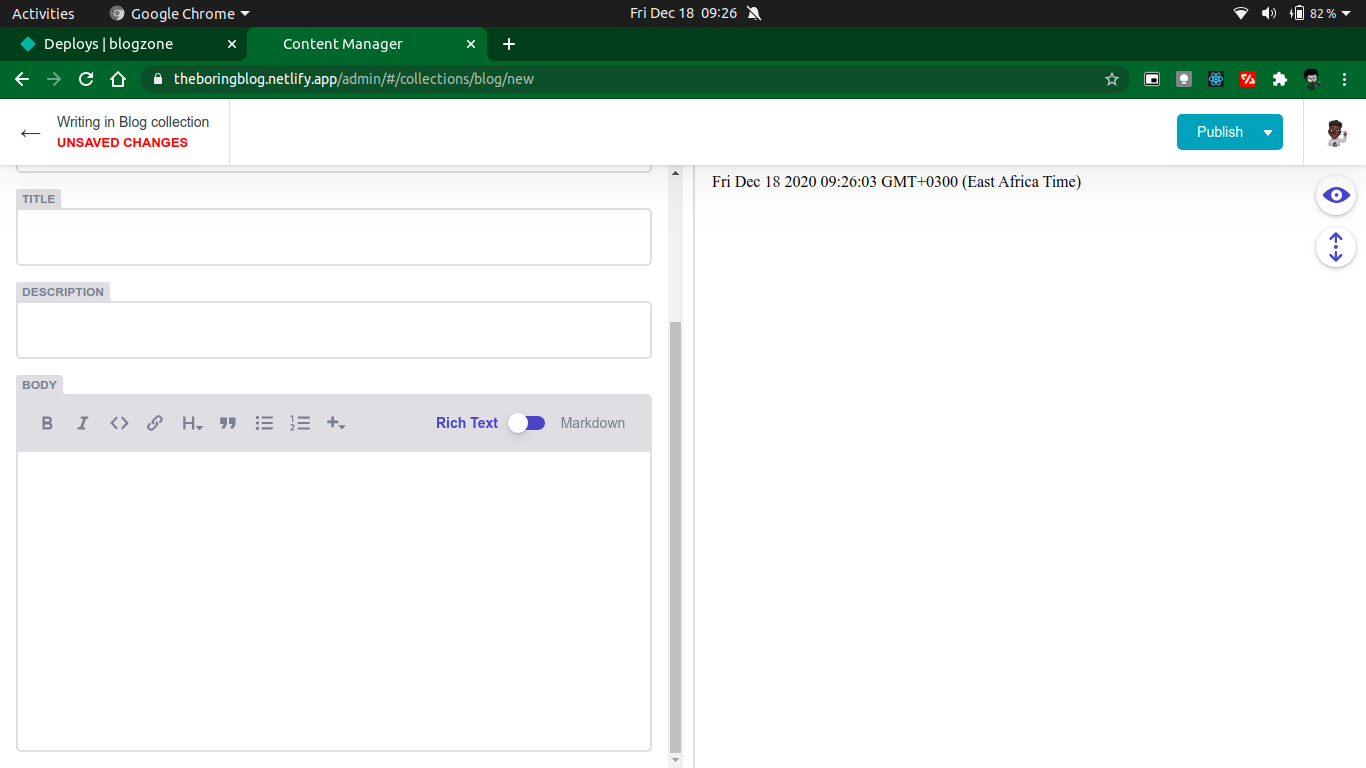 Activities Google Chrome Fri Dec 18 09:26 82 %
Deploys | blogzone Content Manager
theboringblog.netlify.app/admin/#/collections/blog/new
Writing in Blog collection
UNSAVED CHANGES
Publish
Fri Dec 18 2020 09:26:03 GMT+0300 (East Africa Time)
TITLE
DESCRIPTION
BODY
Rich Text Markdown